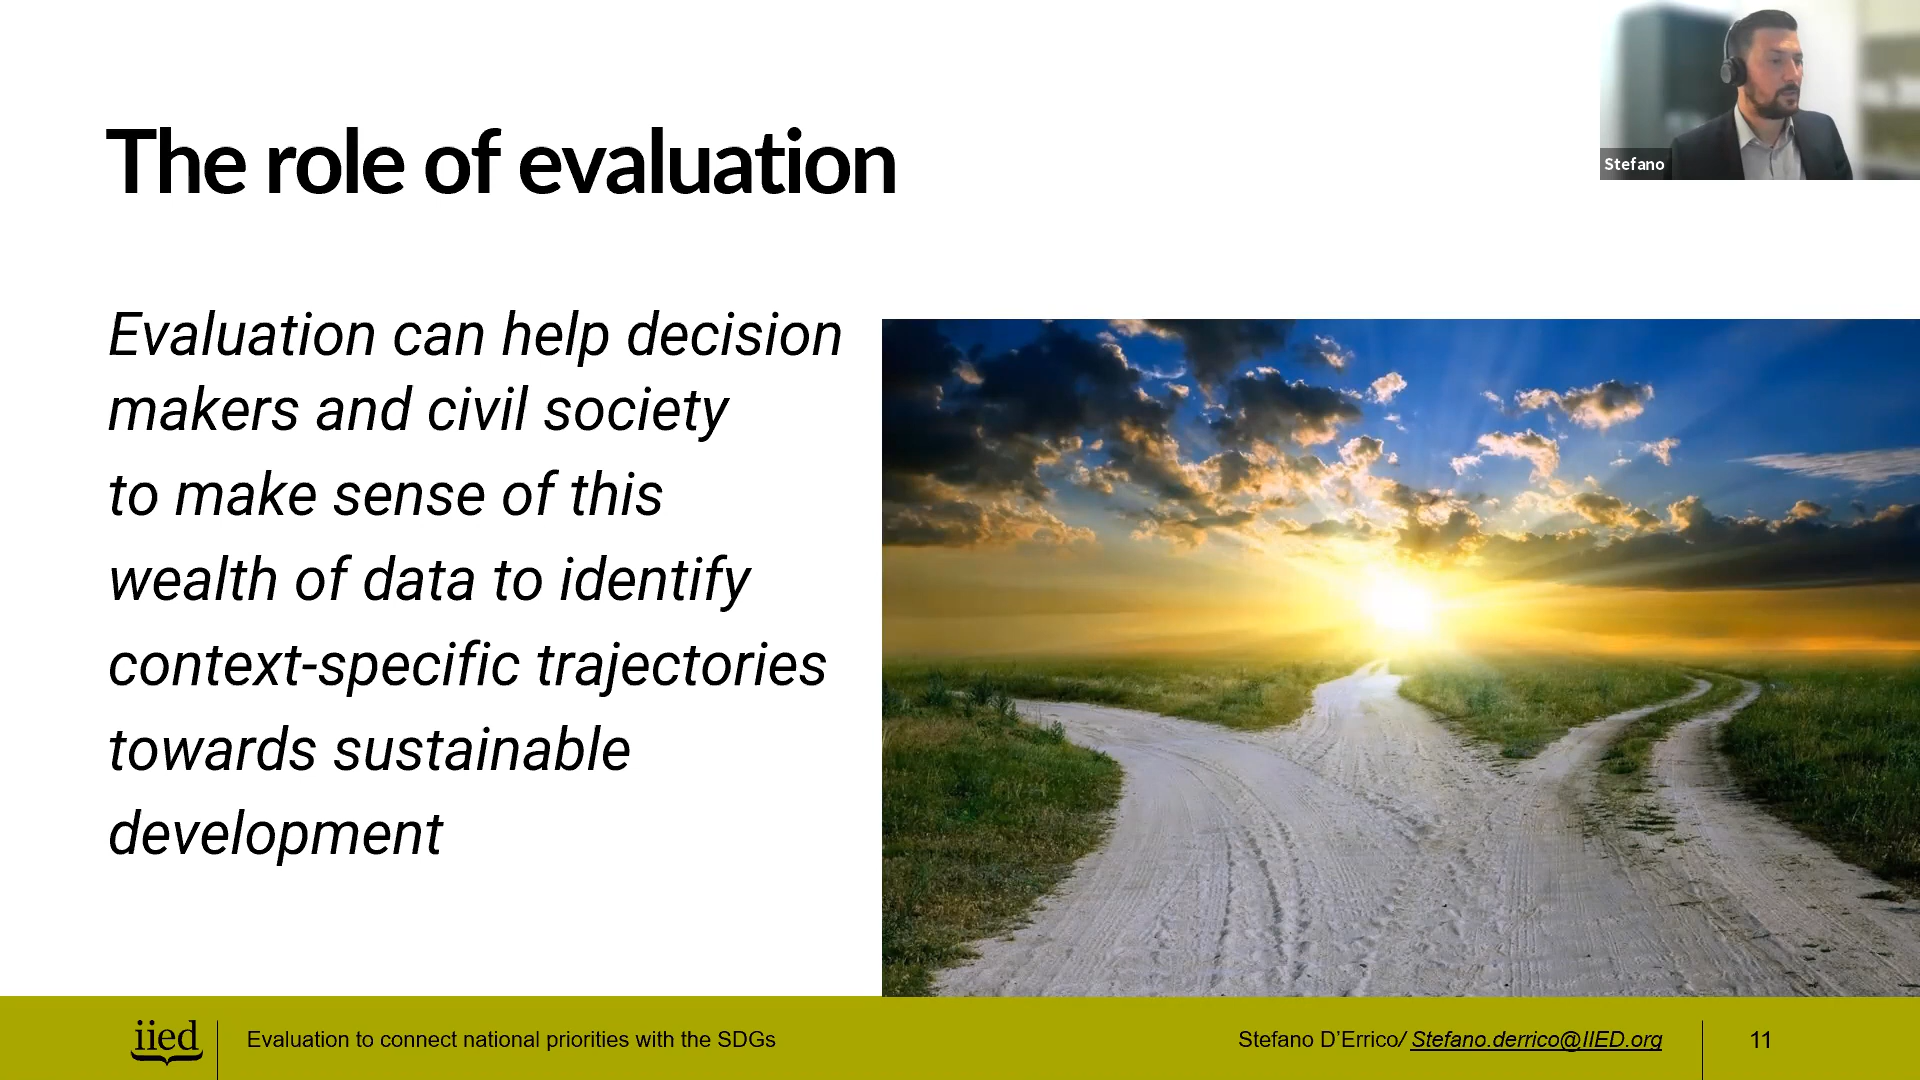 Stefano
The role of evaluation
Evaluation can help decision
makers and civil society
to make sense of this
wealth of data to identify
context-specific trajectories
towards sustainable
development
iied
Evaluation to connect national priorities with the SDGs
Stefano D’Errico/ Stefano.derrico@IIED.org
11